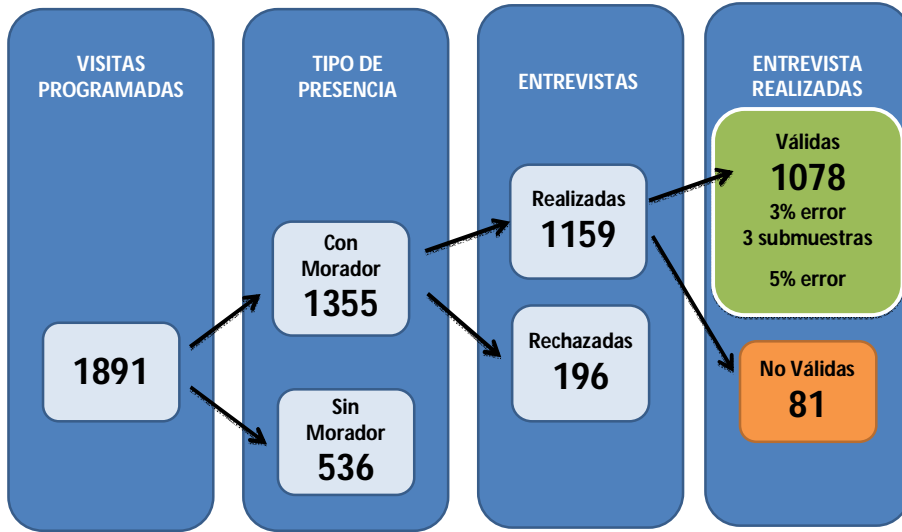 VISITAS
PROGRAMADAS
1891
TIPO DE
PRESENCIA
Con
Morador
1355
Sin
Morador
536
ENTREVISTAS
Realizadas
1159
Rechazadas
196
ENTREVISTA
REALIZADAS
Válidas
1078
3% error
3 submuestras
5% error
No Válidas
81